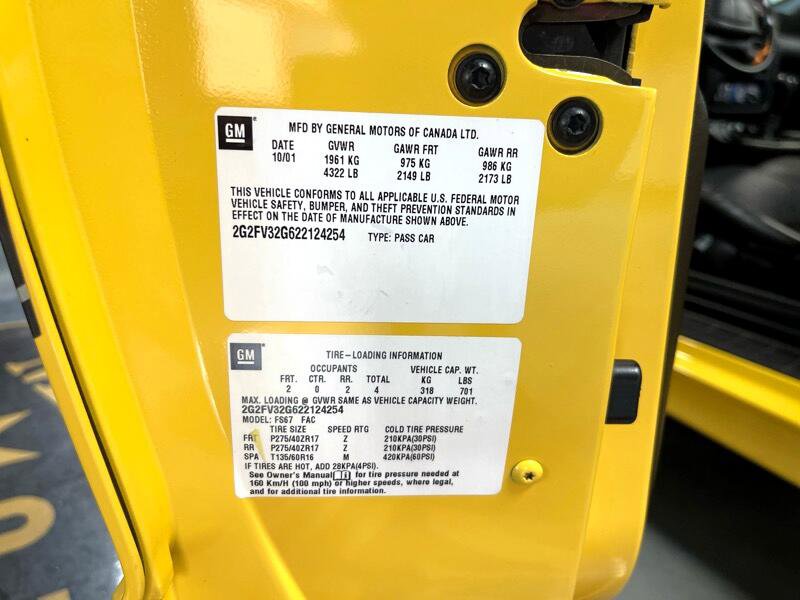 GM
MFD BY GENERAL MOTORS OF CANADA LTD.
DATE GVWR GAWR FRT GAWR RR
10/01 1961 KG 975 KG 986 KG
4322 LB 2149 LB 2173 LB
THIS VEHICLE CONFORMS TO ALL APPLICABLE U.S. FEDERAL MOTOR
VEHICLE SAFETY, BUMPER, AND THEFT PREVENTION STANDARDS IN
EFFECT ON THE DATE OF MANUFACTURE SHOWN ABOVE.
2G2FV32G622124254 TYPE: PASS CAR
GM
TIRE-LOADING INFORMATION
OCCUPANTS VEHICLE CAP. WT.
FRT. CTR. RR. TOTAL KG LBS
2 0 2 4 318 701
MAX. LOADING @ GVWR SAME AS VEHICLE CAPACITY WEIGHT.
2G2FV32G622124254
MODEL: FS67 FAC
TIRE SIZE SPEED RTG COLD TIRE PRESSURE
FRT P275/40ZR17 Z 210KPA(30PSI)
RR P275/40ZR17 Z 210KPA(30PSI)
SPA T135/60R16 M 420KPA(60PSI)
IF TIRES ARE HOT, ADD 28KPA(4PSI).
See Owner's Manual i for tire pressure needed at
160 Km/H (100 mph) or higher speeds, where legal,
and for additional tire information.